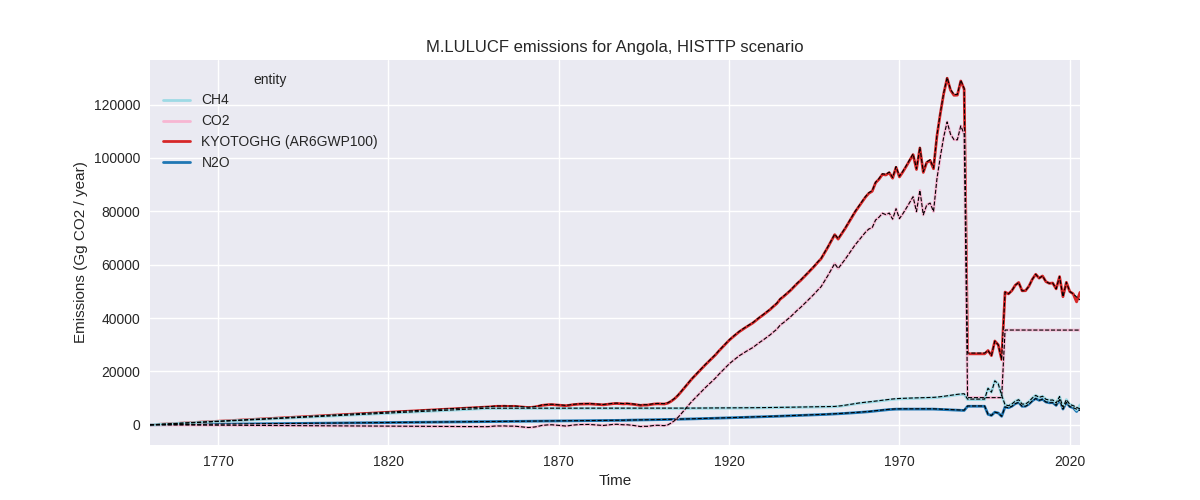 M.LULUCF emissions for Angola, HISTTP scenario
entity
CH4
CO2
KYOTOGHG (AR6GWP100)
N2O
Emissions (Gg CO2 / year)
120000
100000
80000
60000
40000
20000
0
1770
1820
1870
1920
1970
2020
Time